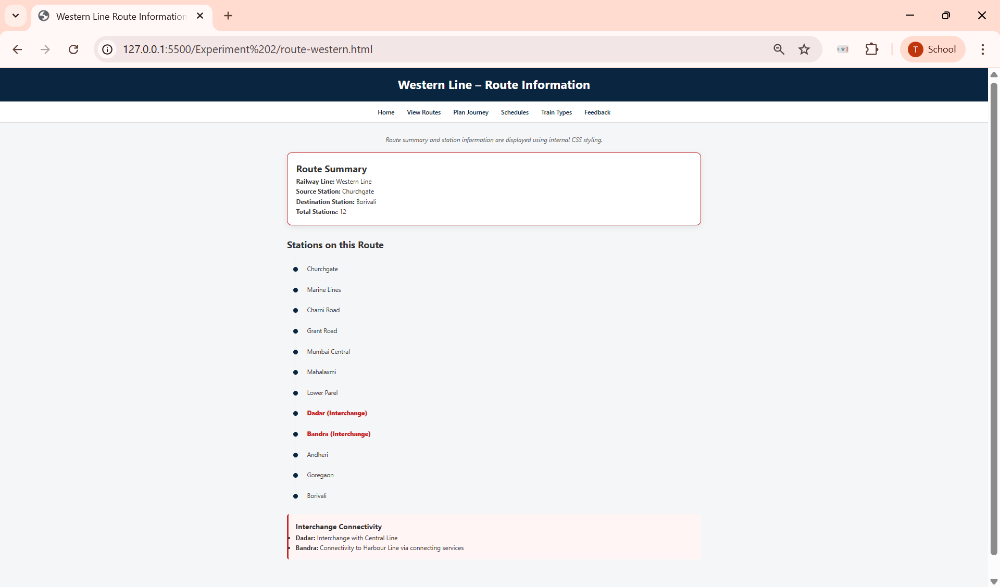 Western Line Route Information
127.0.0.1:5500/Experiment%202/route-western.html
T School
Western Line – Route Information
Home View Routes Plan Journey Schedules Train Types Feedback
Route summary and station information are displayed using internal CSS styling.
Route Summary
Railway Line: Western Line
Source Station: Churchgate
Destination Station: Borivali
Total Stations: 12
Stations on this Route
Churchgate
Marine Lines
Charni Road
Grant Road
Mumbai Central
Mahalaxmi
Lower Parel
Dadar (Interchange)
Bandra (Interchange)
Andheri
Goregaon
Borivali
Interchange Connectivity
• Dadar: Interchange with Central Line
• Bandra: Connectivity to Harbour Line via connecting services